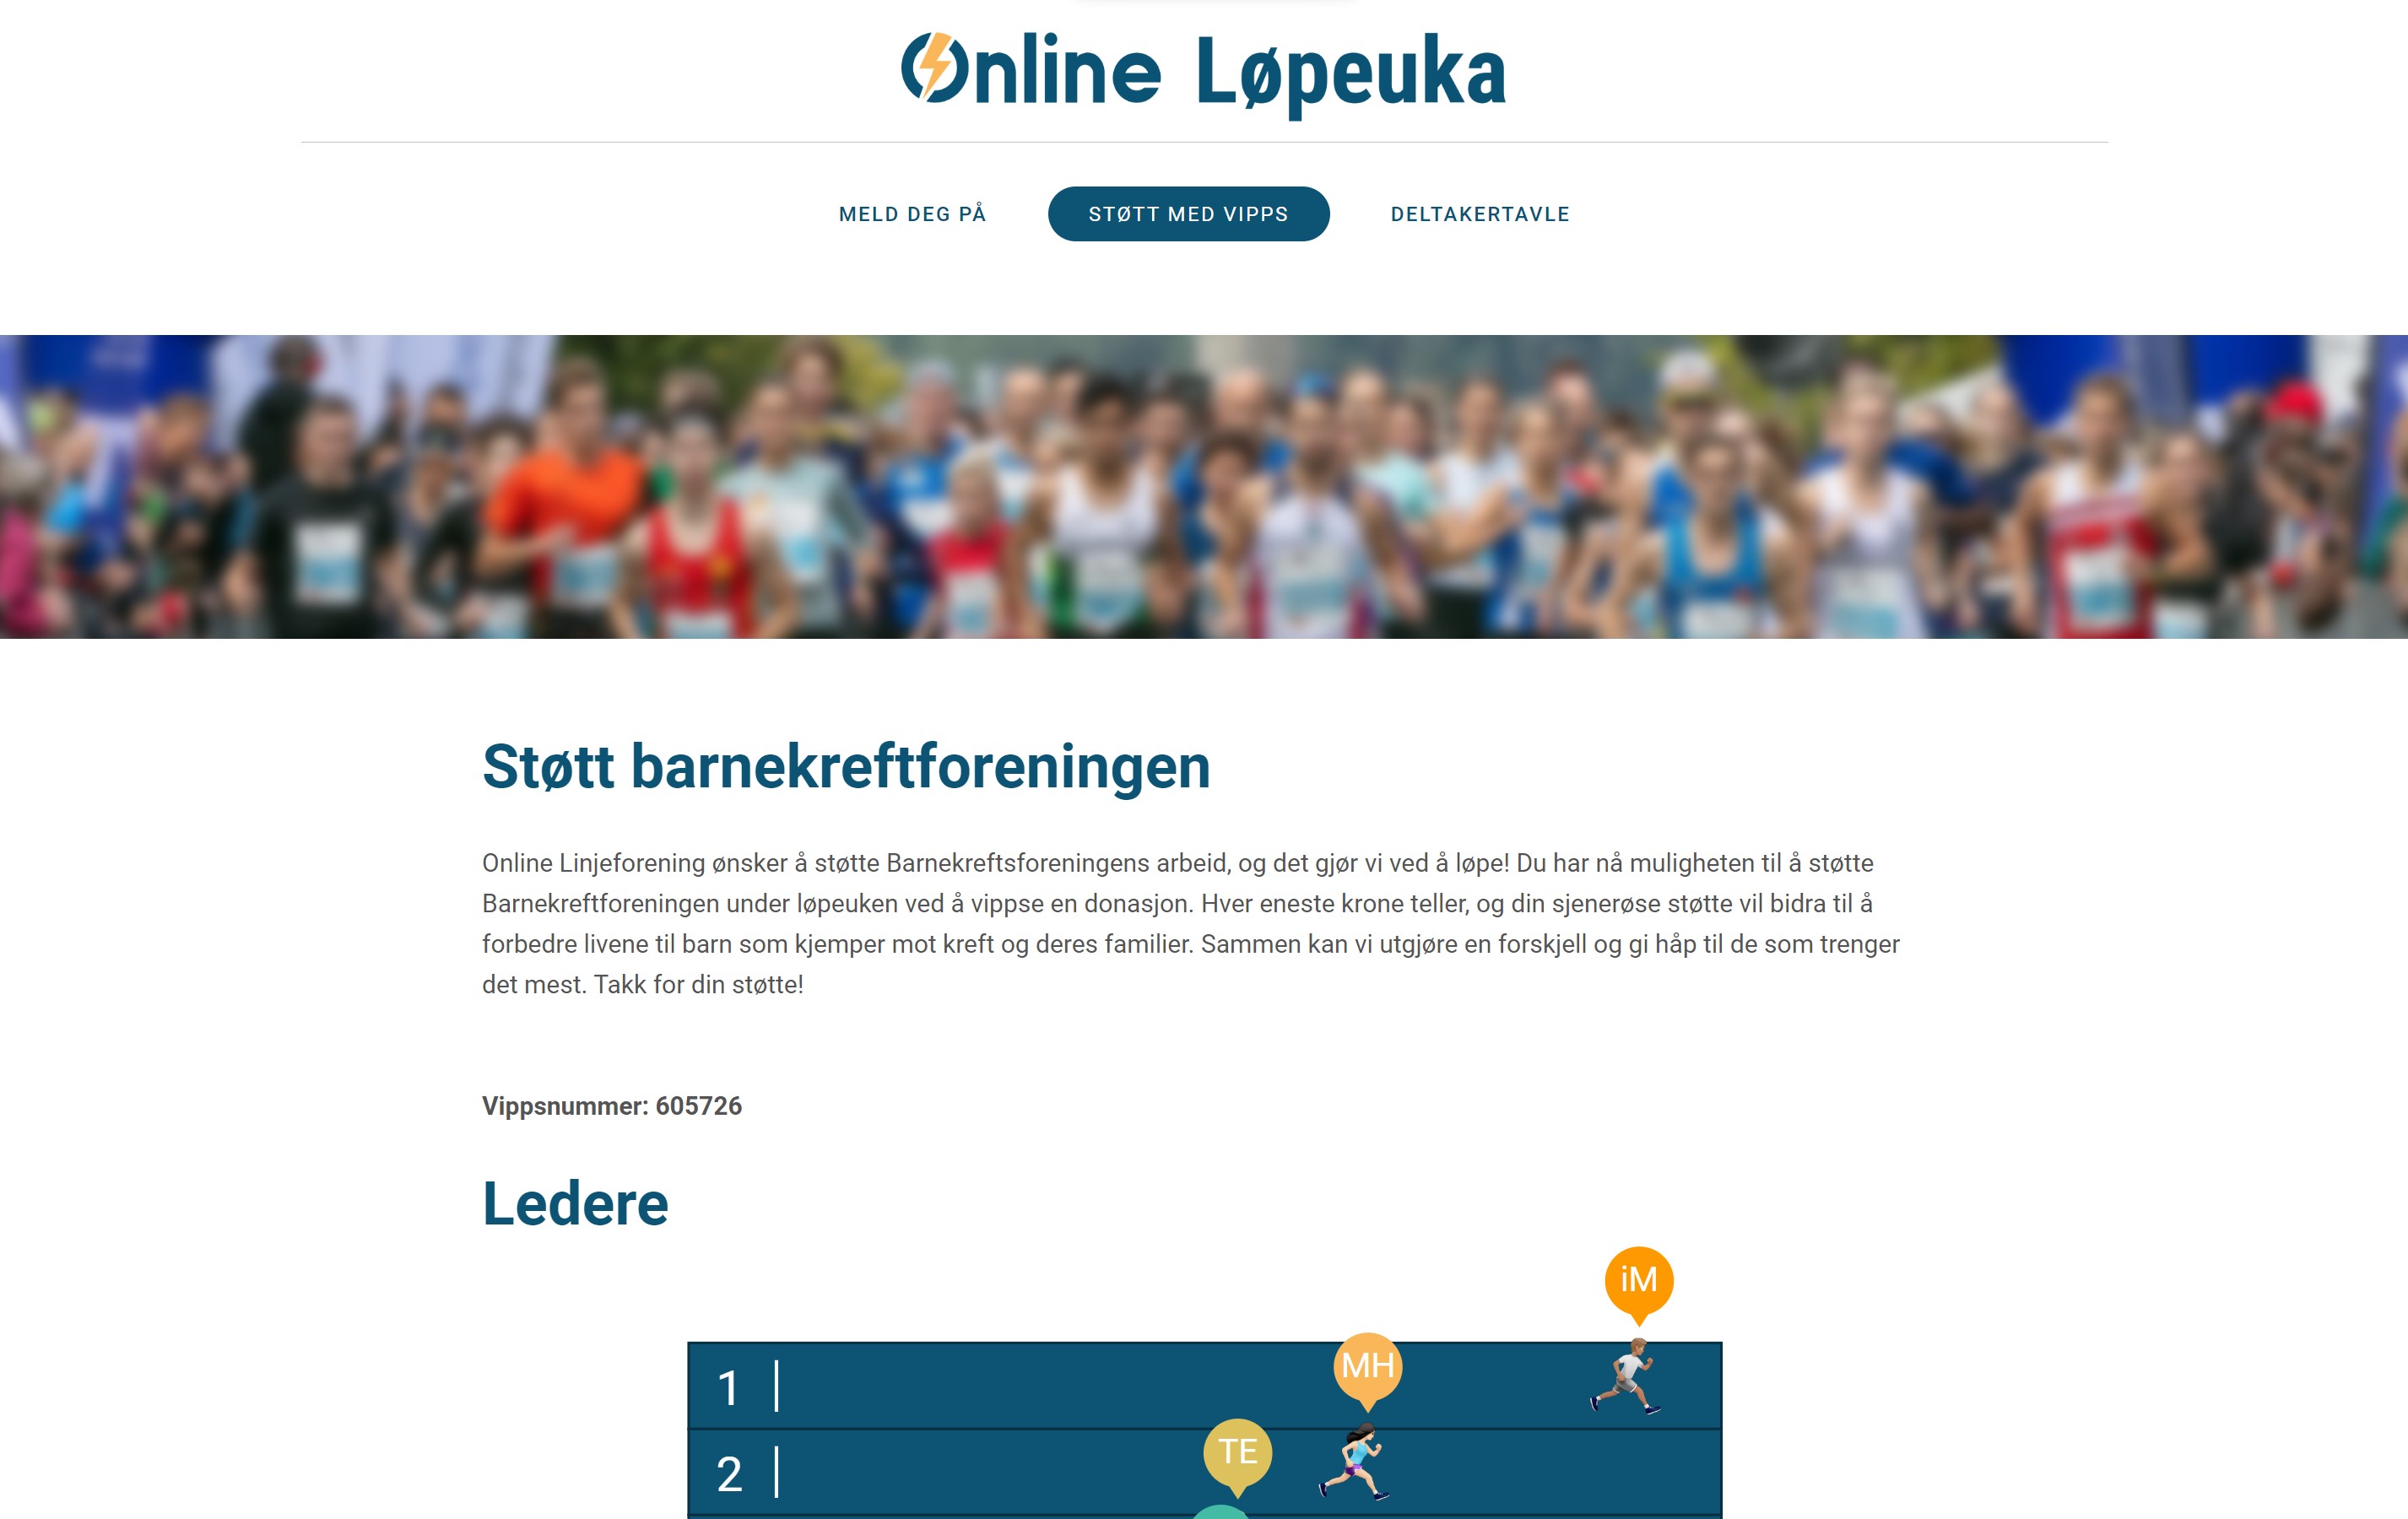 Online Løpeuka
MELD DEG PÅ
STØTT MED VIPPS
DELTAKERTAVLE
Støtt barnekreftforeningen
Online Linjeforening ønsker å støtte Barnekreftsforeningens arbeid, og det gjør vi ved å løpe! Du har nå muligheten til å støtte
Barnekreftforeningen under løpeuken ved å vippse en donasjon. Hver eneste krone teller, og din sjenerøse støtte vil bidra til å
forbedre livene til barn som kjemper mot kreft og deres familier. Sammen kan vi utgjøre en forskjell og gi håp til de som trenger
det mest. Takk for din støtte!
Vippsnummer: 605726
Ledere
iM
MH
1
TE
2